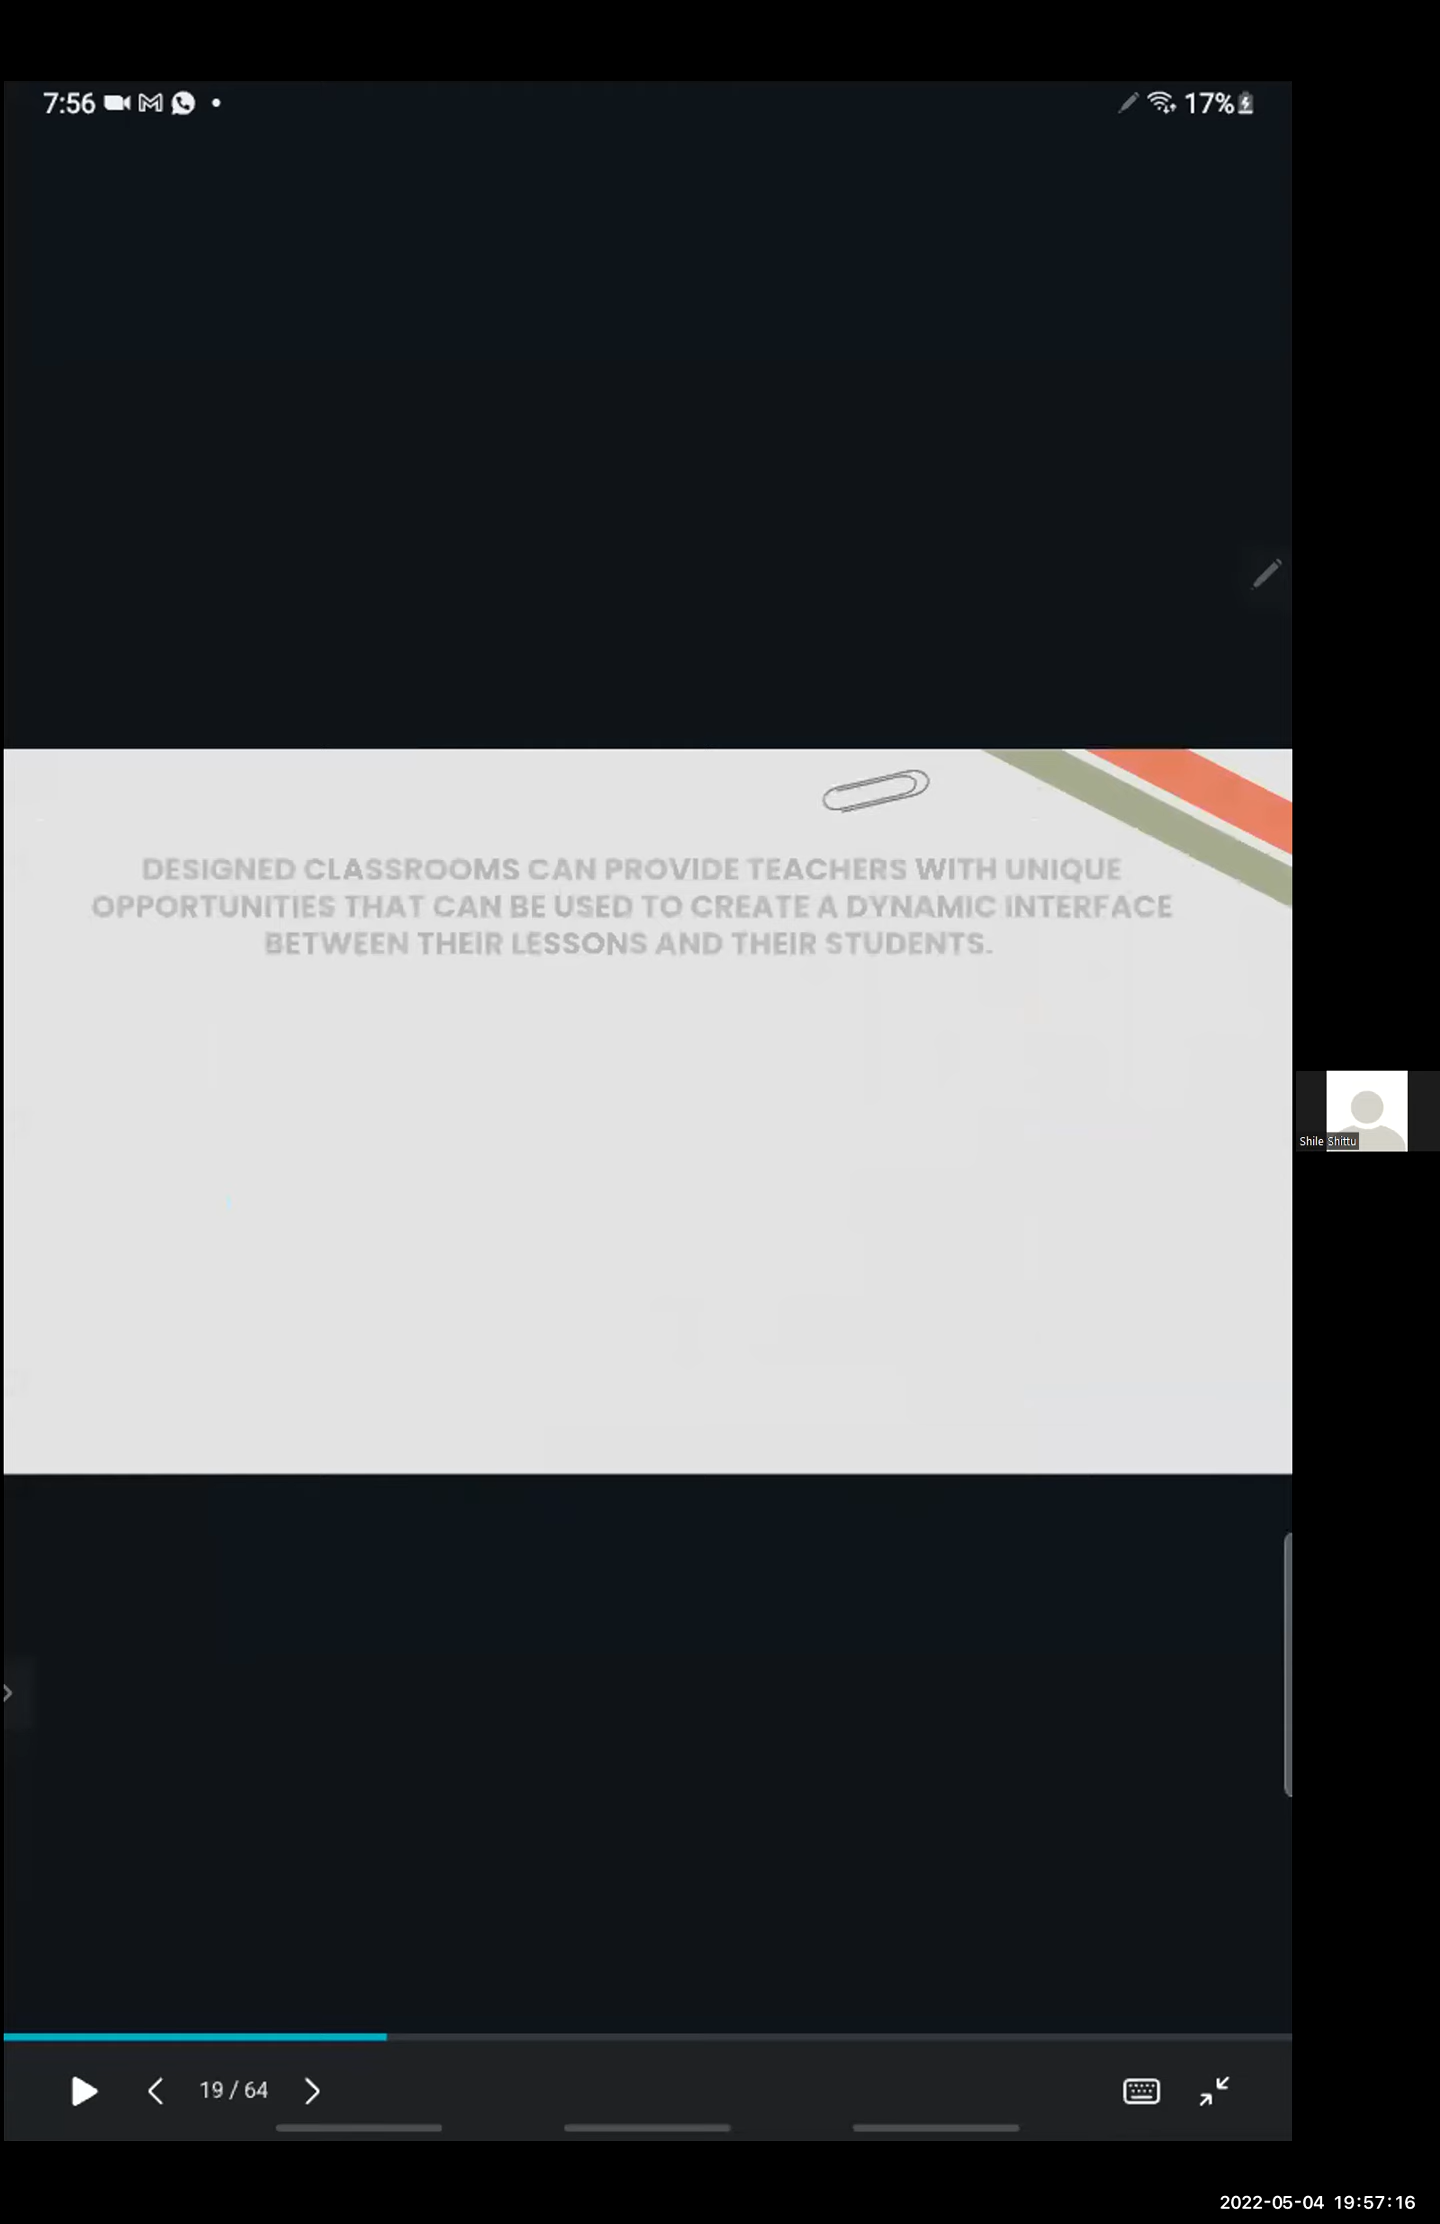 7:56
17%
DESIGNED CLASSROOMS CAN PROVIDE TEACHERS WITH UNIQUE
OPPORTUNITIES THAT CAN BE USED TO CREATE A DYNAMIC INTERFACE
BETWEEN THEIR LESSONS AND THEIR STUDENTS.
Shile Shittu
19 / 64
2022-05-04 19:57:16